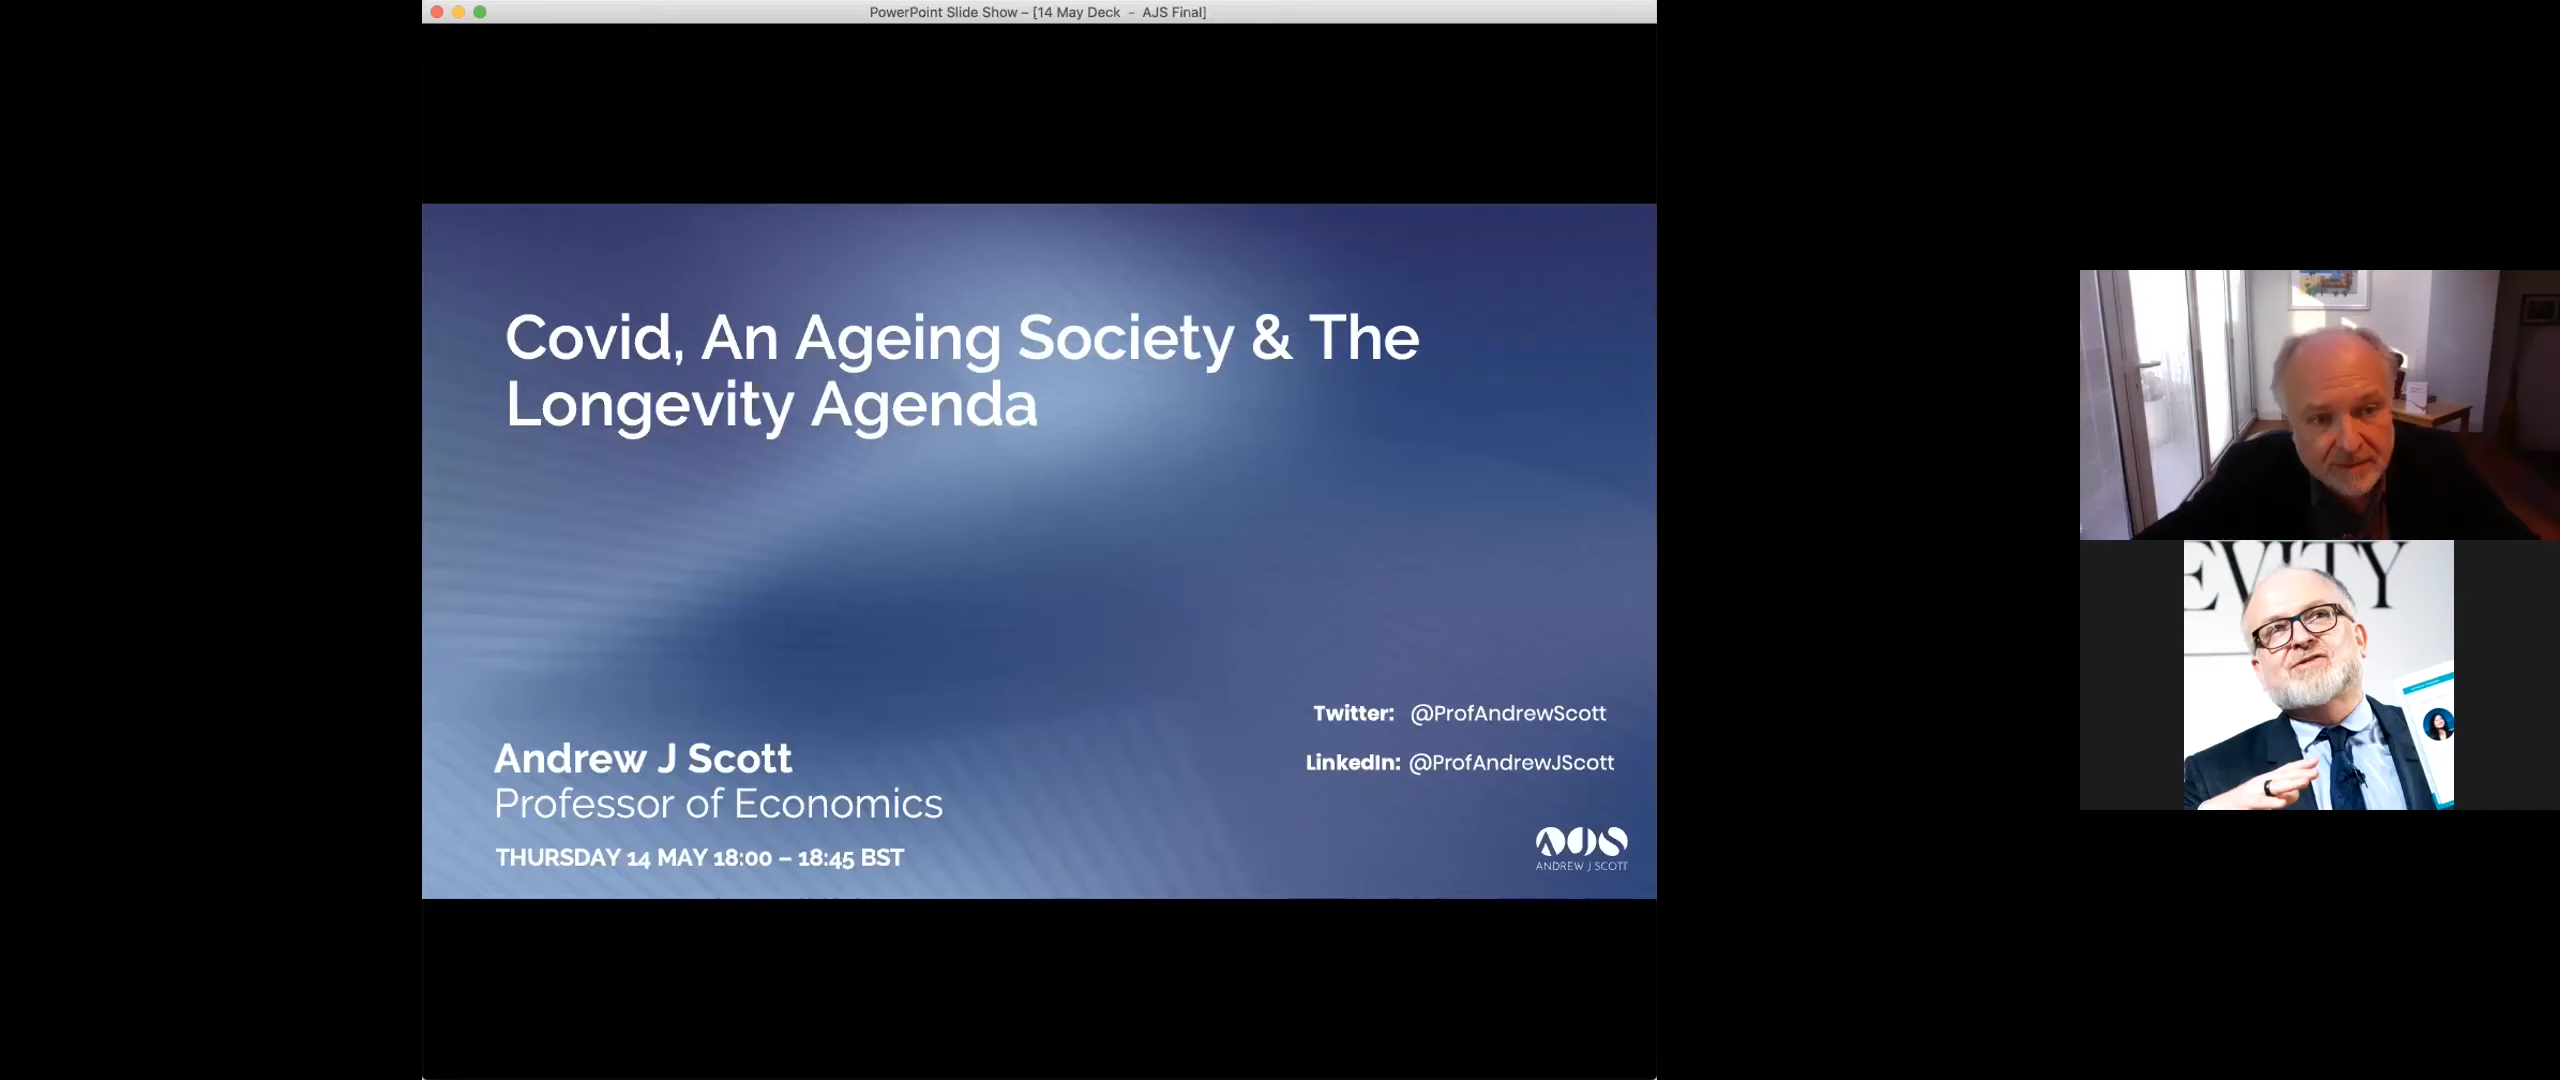 PowerPoint Slide Show – [14 May Deck - AJS Final]
Covid, An Ageing Society & The
Longevity Agenda
Twitter: @ProfAndrewScott
LinkedIn: @ProfAndrewJScott
Andrew J Scott
Professor of Economics
THURSDAY 14 MAY 18:00 – 18:45 BST
AJS
ANDREW J SCOTT
EVITY